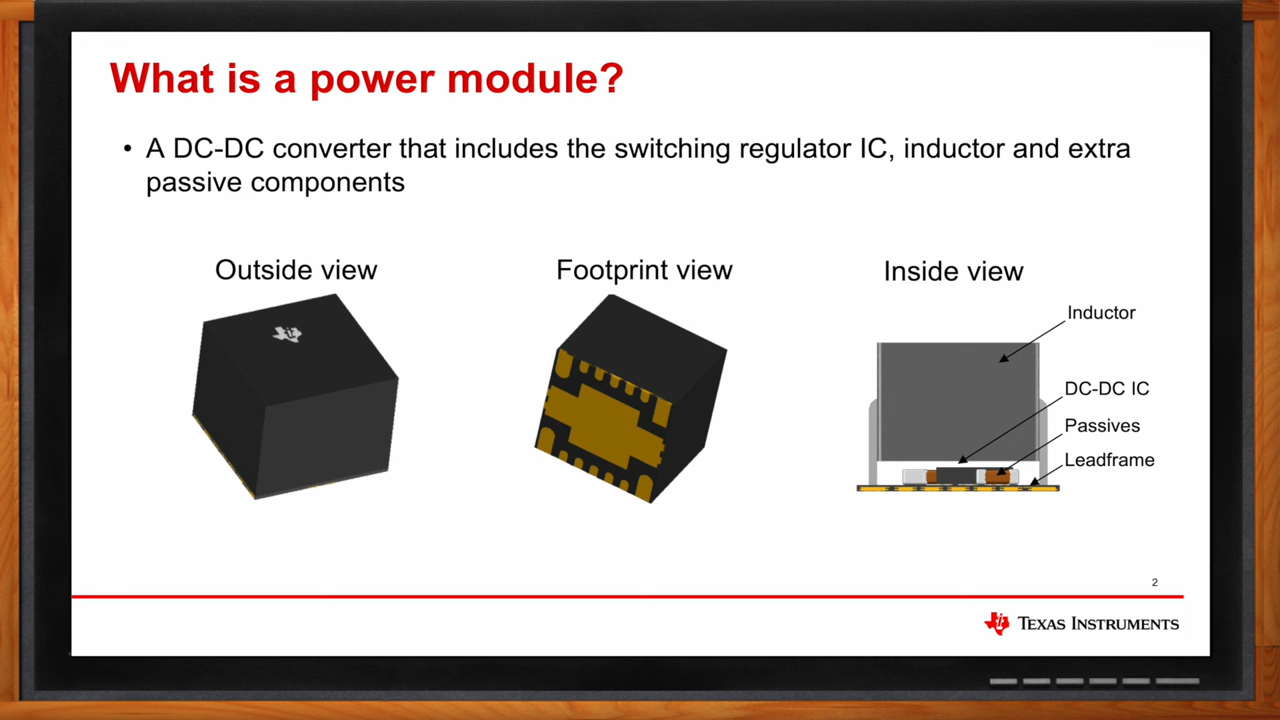 What is a power module?
• A DC-DC converter that includes the switching regulator IC, inductor and extra
passive components
Outside view
Footprint view
Inside view
Inductor
DC-DC IC
Passives
Leadframe
2
TEXAS INSTRUMENTS